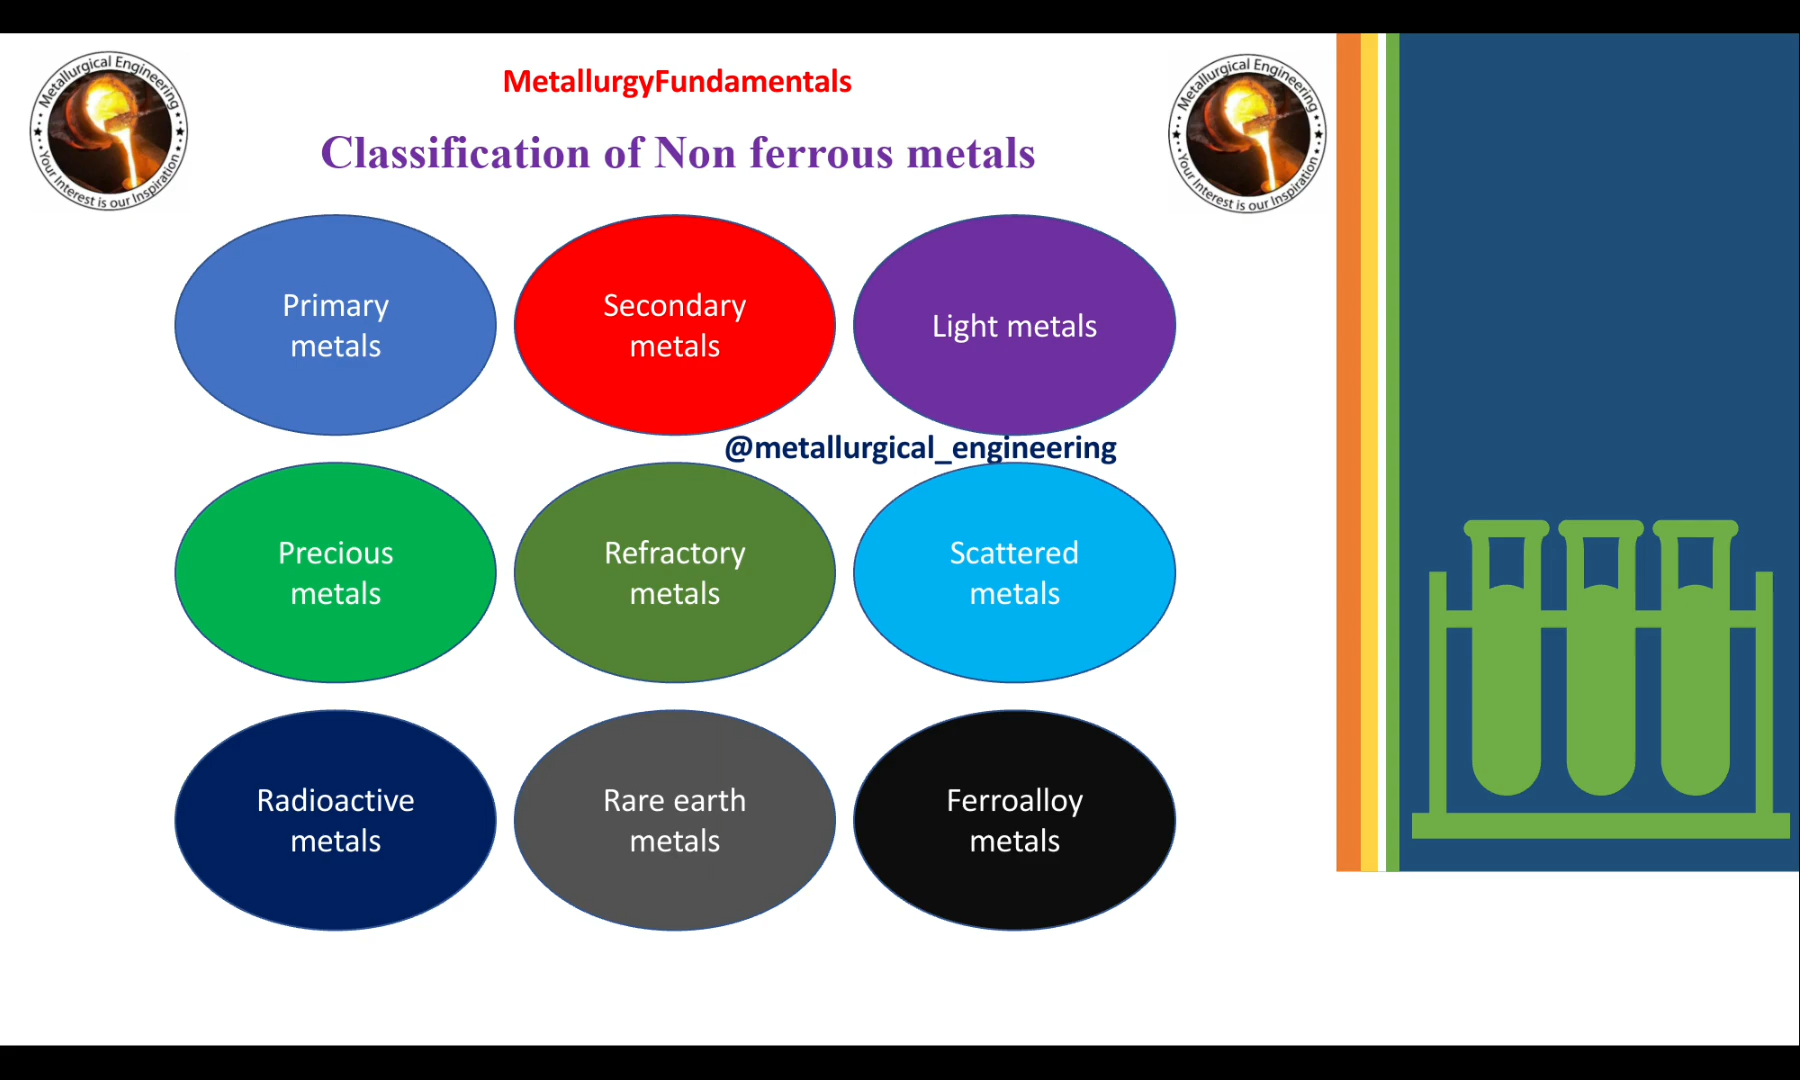 Metallurgical Engineering
Your Interest is our Inspiration
MetallurgyFundamentals
Metallurgical Engineering
Your Interest is our Inspiration
Classification of Non ferrous metals
Primary
metals
Secondary
metals
Light metals
@metallurgical_engineering
Precious
metals
Refractory
metals
Scattered
metals
Radioactive
metals
Rare earth
metals
Ferroalloy
metals